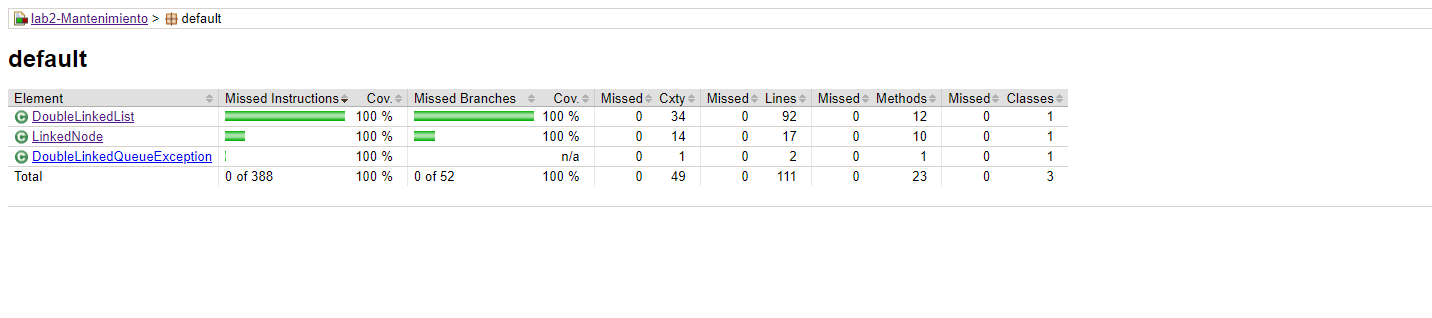 lab2-Mantenimiento > default
default
Element Missed Instructions Cov. Missed Branches Cov. Missed Cxty Missed Lines Missed Methods Missed Classes
DoubleLinkedList 100 % 100 % 0 34 0 92 0 12 0 1
LinkedNode 100 % 100 % 0 14 0 17 0 10 0 1
DoubleLinkedQueueException 100 % n/a 0 1 0 2 0 1 0 1
Total 0 of 388 100 % 0 of 52 100 % 0 49 0 111 0 23 0 3